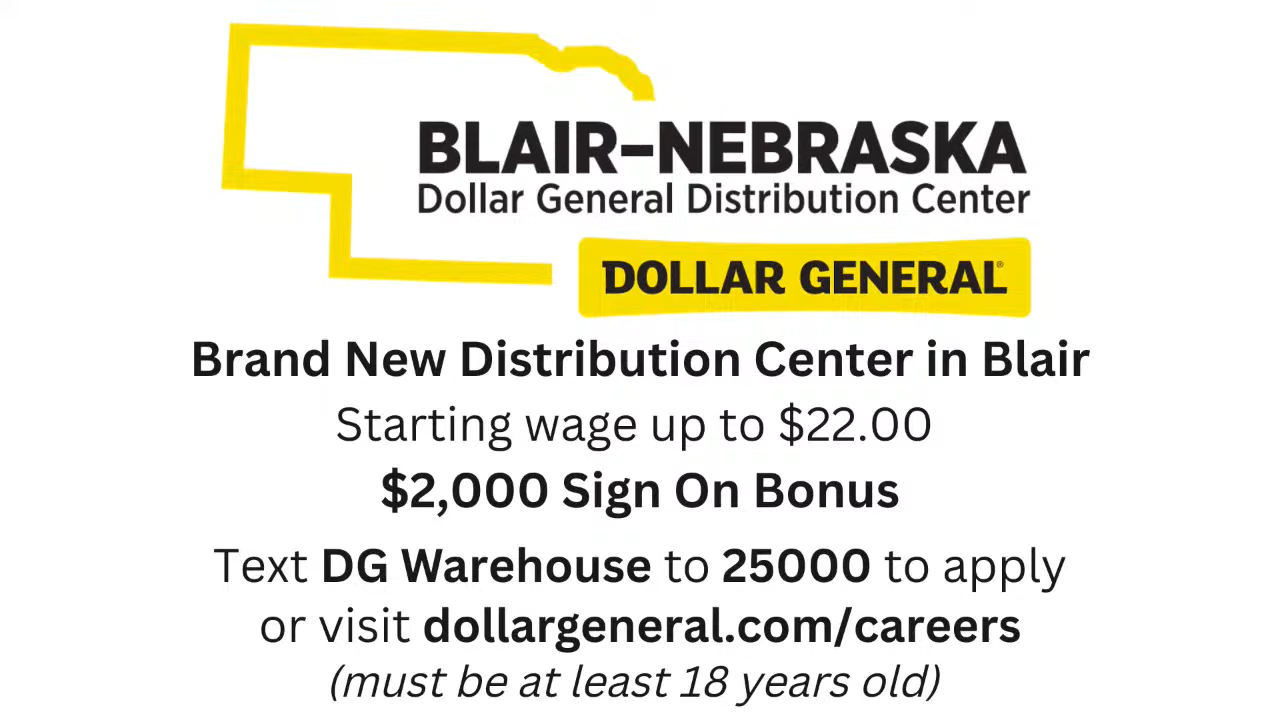 BLAIR–NEBRASKA
Dollar General Distribution Center
DOLLAR GENERAL®
Brand New Distribution Center in Blair
Starting wage up to $22.00
$2,000 Sign On Bonus
Text DG Warehouse to 25000 to apply
or visit dollargeneral.com/careers
(must be at least 18 years old)